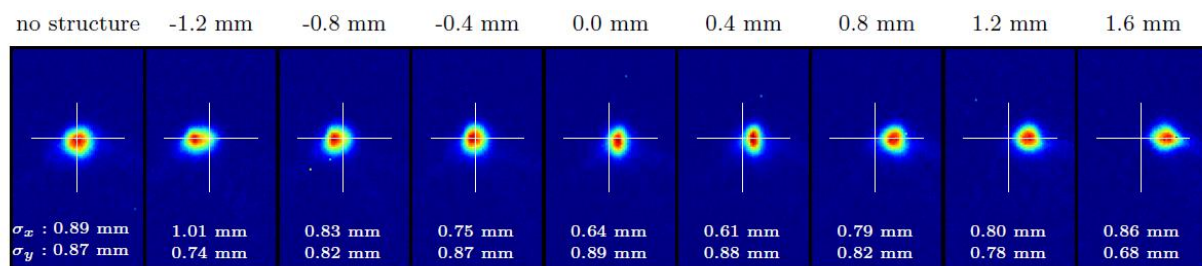 no structure -1.2 mm -0.8 mm -0.4 mm 0.0 mm 0.4 mm 0.8 mm 1.2 mm 1.6 mm
σx : 0.89 mm 1.01 mm 0.83 mm 0.75 mm 0.64 mm 0.61 mm 0.79 mm 0.80 mm 0.86 mm
σy : 0.87 mm 0.74 mm 0.82 mm 0.87 mm 0.89 mm 0.88 mm 0.82 mm 0.78 mm 0.68 mm